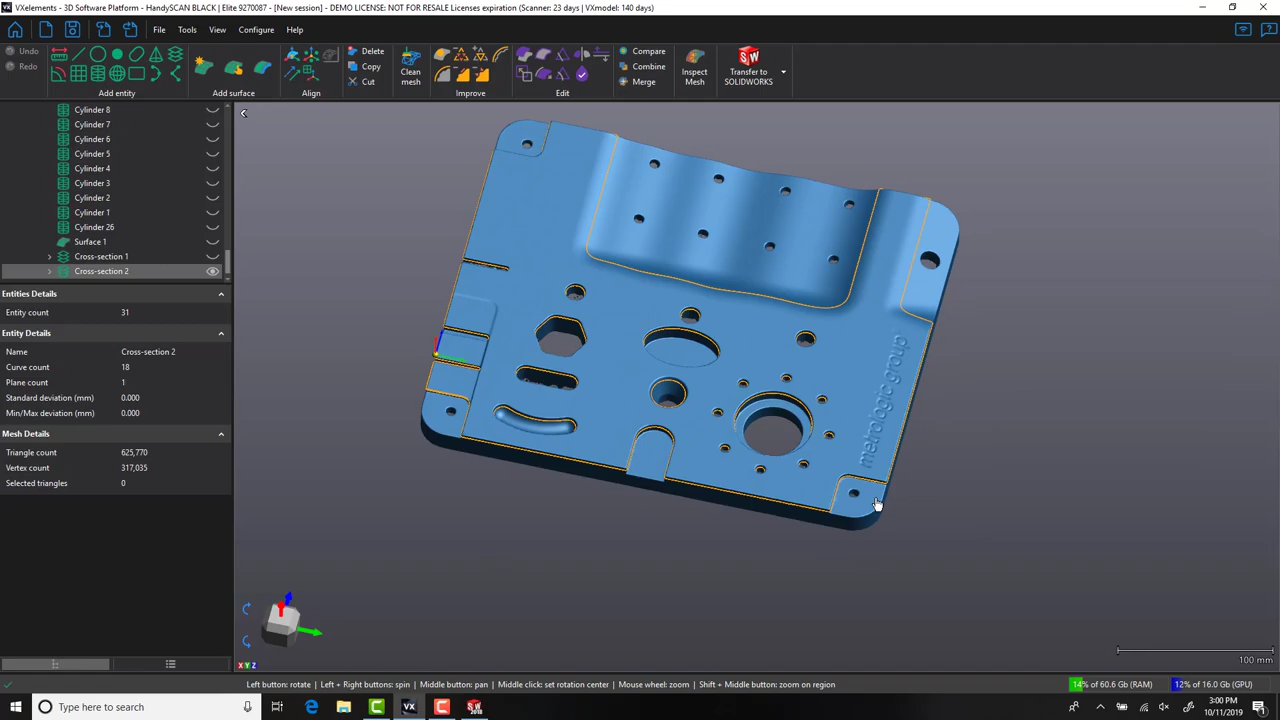 VXelements - 3D Software Platform - HandySCAN BLACK | Elite 9270087 - [New session] - DEMO LICENSE: NOT FOR RESALE Licenses expiration (Scanner: 23 days) (VXmodel: 140 days)
File Tools View Configure Help
Undo
Redo
Add entity
Add surface
Align
Delete
Copy
Cut
Clean mesh
Improve
Edit
Compare
Combine
Merge
Inspect Mesh
Transfer to SOLIDWORKS
SW
Cylinder 8
Cylinder 7
Cylinder 6
Cylinder 5
Cylinder 4
Cylinder 3
Cylinder 2
Cylinder 1
Cylinder 26
Surface 1
Cross-section 1
Cross-section 2
Entities Details
Entity count 31
Entity Details
Name Cross-section 2
Curve count 18
Plane count 1
Standard deviation (mm) 0.000
Min/Max deviation (mm) 0.000
Mesh Details
Triangle count 625,770
Vertex count 317,035
Selected triangles 0
metrologic group
X Y Z
100 mm
Left button: rotate | Left + Right buttons: spin | Middle button: pan | Middle click: set rotation center | Mouse wheel: zoom | Shift + Middle button: zoom on region
14% of 60.6 Gb (RAM) 12% of 16.0 Gb (GPU)
Type here to search
3:00 PM
10/11/2019